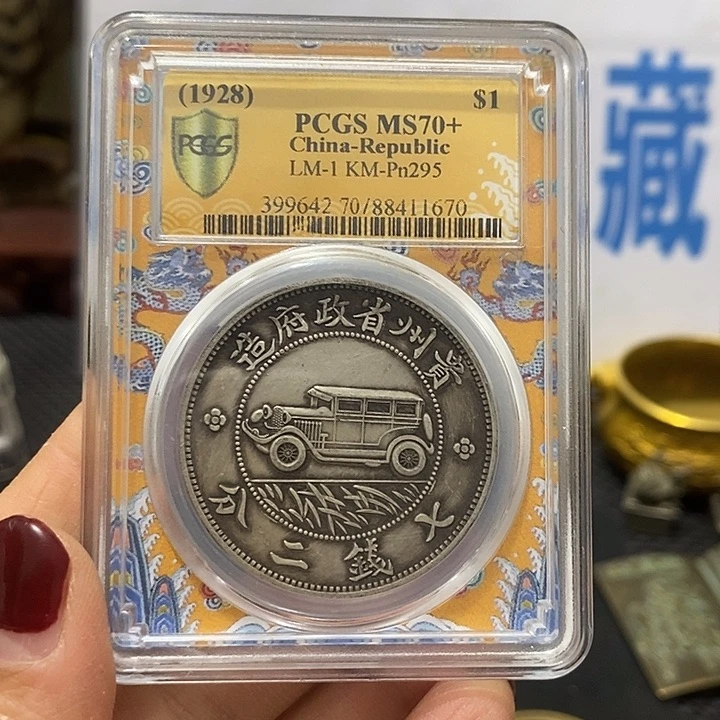 (1928) $1
PCGS
PCGS MS70+
China-Republic
LM-1 KM-Pn295
399642 70/88411670
貴州省政府造
七錢二分
藏